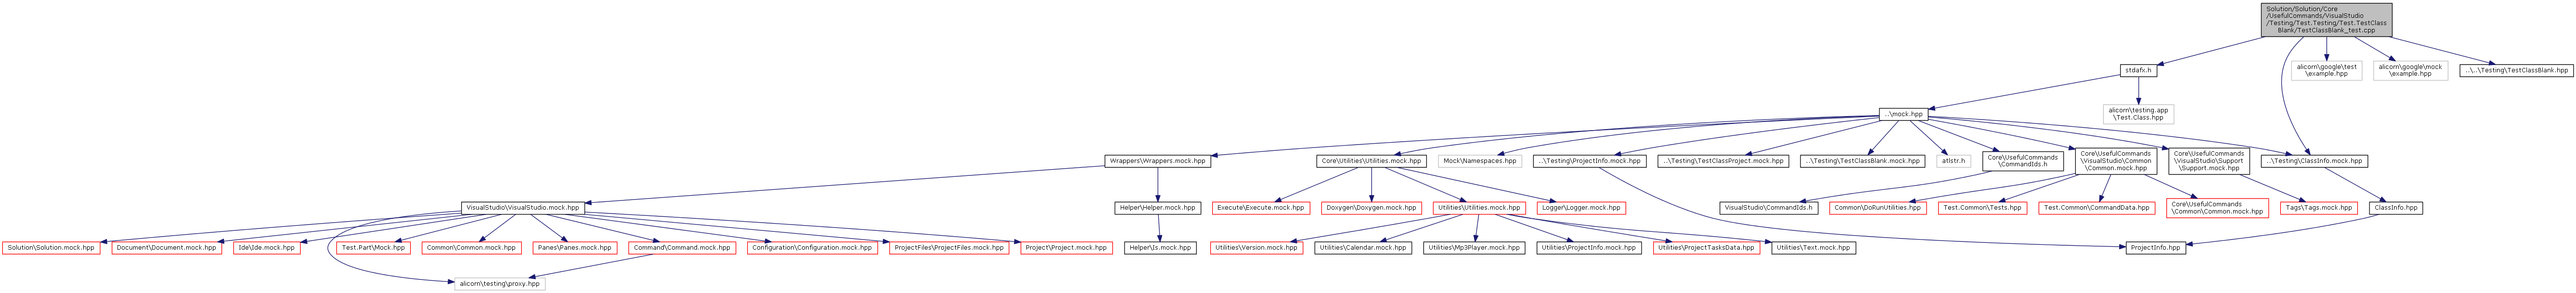 Solution/Solution/Core
/UsefulCommands/VisualStudio
/Testing/Test.Testing/Test.TestClass
Blank/TestClassBlank_test.cpp
stdafx.h
alicorn\google\test
\example.hpp
alicorn\google\mock
\example.hpp
..\..\Testing\TestClassBlank.hpp
..\mock.hpp
alicorn\testing.app
\Test.Class.hpp
Wrappers\Wrappers.mock.hpp
Core\Utilities\Utilities.mock.hpp
Mock\Namespaces.hpp
..\Testing\ProjectInfo.mock.hpp
..\Testing\TestClassProject.mock.hpp
..\Testing\TestClassBlank.mock.hpp
atlstr.h
Core\UsefulCommands
\CommandIds.h
Core\UsefulCommands
\VisualStudio\Common
\Common.mock.hpp
Core\UsefulCommands
\VisualStudio\Support
\Support.mock.hpp
..\Testing\ClassInfo.mock.hpp
VisualStudio\VisualStudio.mock.hpp
Helper\Helper.mock.hpp
Execute\Execute.mock.hpp
Doxygen\Doxygen.mock.hpp
Utilities\Utilities.mock.hpp
Logger\Logger.mock.hpp
VisualStudio\CommandIds.h
Common\DoRunUtilities.hpp
Test.Common\Tests.hpp
Test.Common\CommandData.hpp
Core\UsefulCommands
\Common\Common.mock.hpp
Tags\Tags.mock.hpp
ClassInfo.hpp
Solution\Solution.mock.hpp
Document\Document.mock.hpp
Ide\Ide.mock.hpp
Test.Part\Mock.hpp
Common\Common.mock.hpp
Panes\Panes.mock.hpp
Command\Command.mock.hpp
Configuration\Configuration.mock.hpp
ProjectFiles\ProjectFiles.mock.hpp
Project\Project.mock.hpp
Helper\Is.mock.hpp
Utilities\Version.mock.hpp
Utilities\Calendar.mock.hpp
Utilities\Mp3Player.mock.hpp
Utilities\ProjectInfo.mock.hpp
Utilities\ProjectTasksData.hpp
Utilities\Text.mock.hpp
ProjectInfo.hpp
alicorn\testing\proxy.hpp